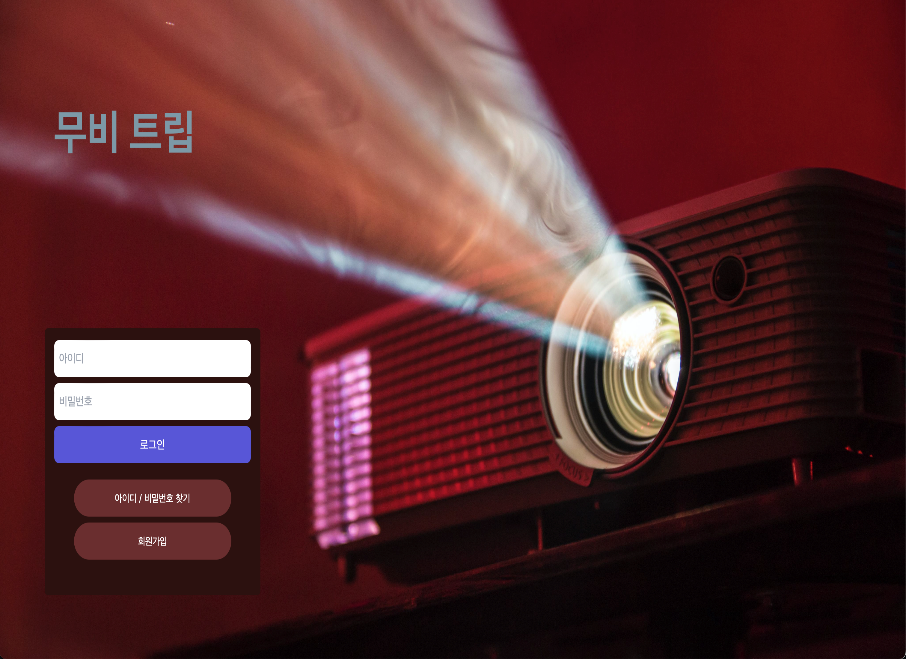 무비 트립
아이디
비밀번호
로그인
아이디 / 비밀번호 찾기
회원가입